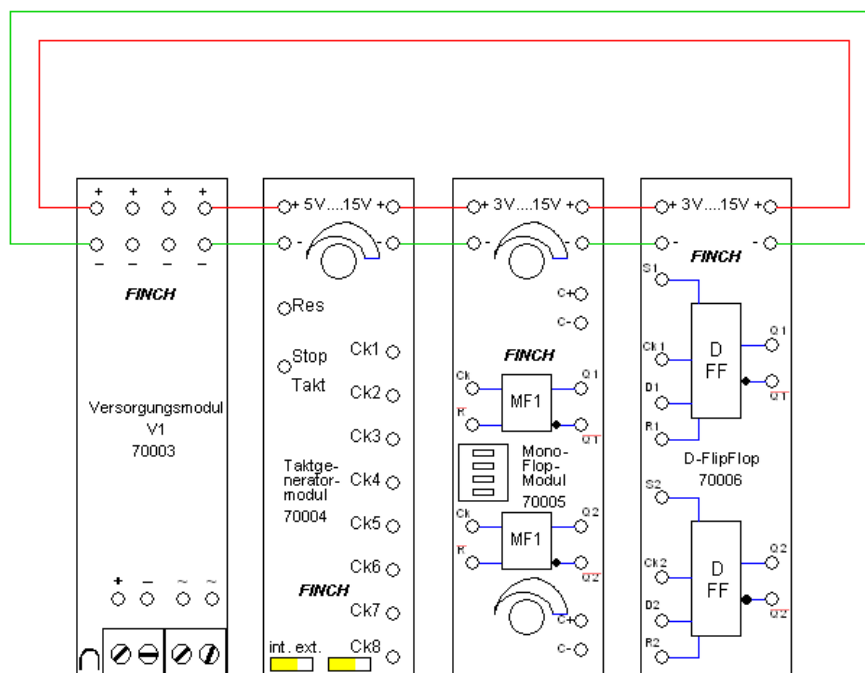 + + + +
− − − −
FINCH
Versorgungsmodul
V1
70003
+ − ~ ~
+ 5V....15V +
- -
Res
Stop
Takt
Ck1
Ck2
Ck3
Ck4
Ck5
Ck6
Ck7
Ck8
Taktge-
nerator-
modul
70004
FINCH
int. ext.
+ 3V....15V +
- -
C+
C-
FINCH
Ck
R
MF1
Q1
Q1
Mono-
Flop-
Modul
70005
Ck
R
MF1
Q2
Q2
C+
C-
+ 3V....15V +
- -
FINCH
S1
Ck1
D1
R1
D
FF
Q1
Q1
D-FlipFlop
70006
S2
Ck2
D2
R2
D
FF
Q2
Q2